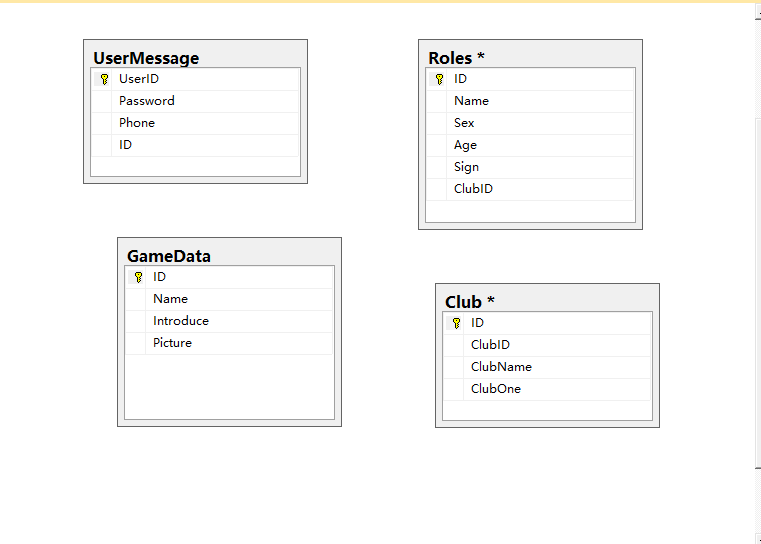 UserMessage
UserID
Password
Phone
ID
Roles *
ID
Name
Sex
Age
Sign
ClubID
GameData
ID
Name
Introduce
Picture
Club *
ID
ClubID
ClubName
ClubOne